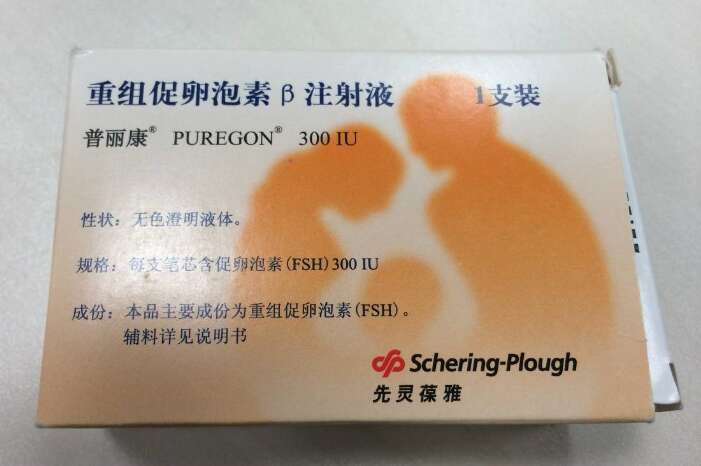 重组促卵泡素β注射液 1支装
普丽康® PUREGON® 300 IU
性状：无色澄明液体。
规格：每支笔芯含促卵泡素(FSH)300 IU
成份：本品主要成份为重组促卵泡素(FSH)。
辅料详见说明书
Schering-Plough
先灵葆雅